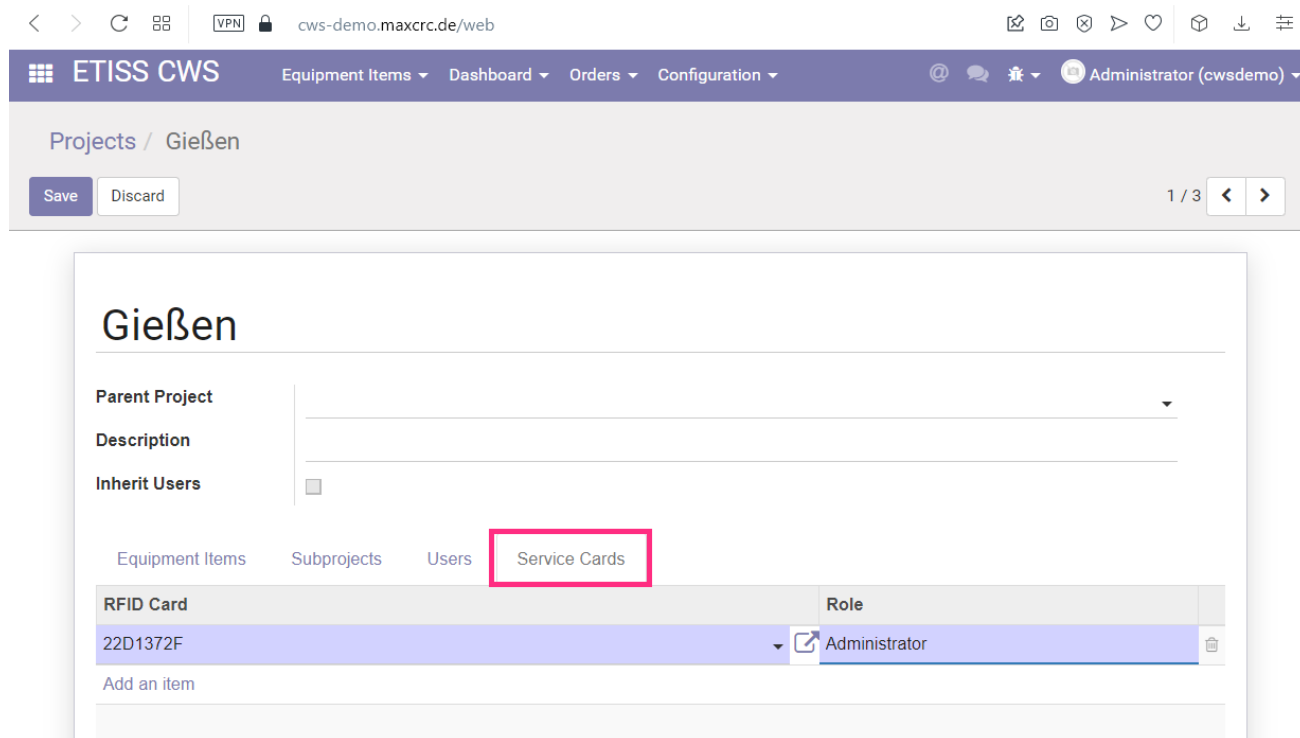 VPN cws-demo.maxcrc.de/web
ETISS CWS Equipment Items Dashboard Orders Configuration @ Administrator (cwsdemo)
Projects / Gießen
Save Discard 1 / 3
Gießen
Parent Project
Description
Inherit Users
Equipment Items Subprojects Users Service Cards
RFID Card Role
22D1372F Administrator
Add an item